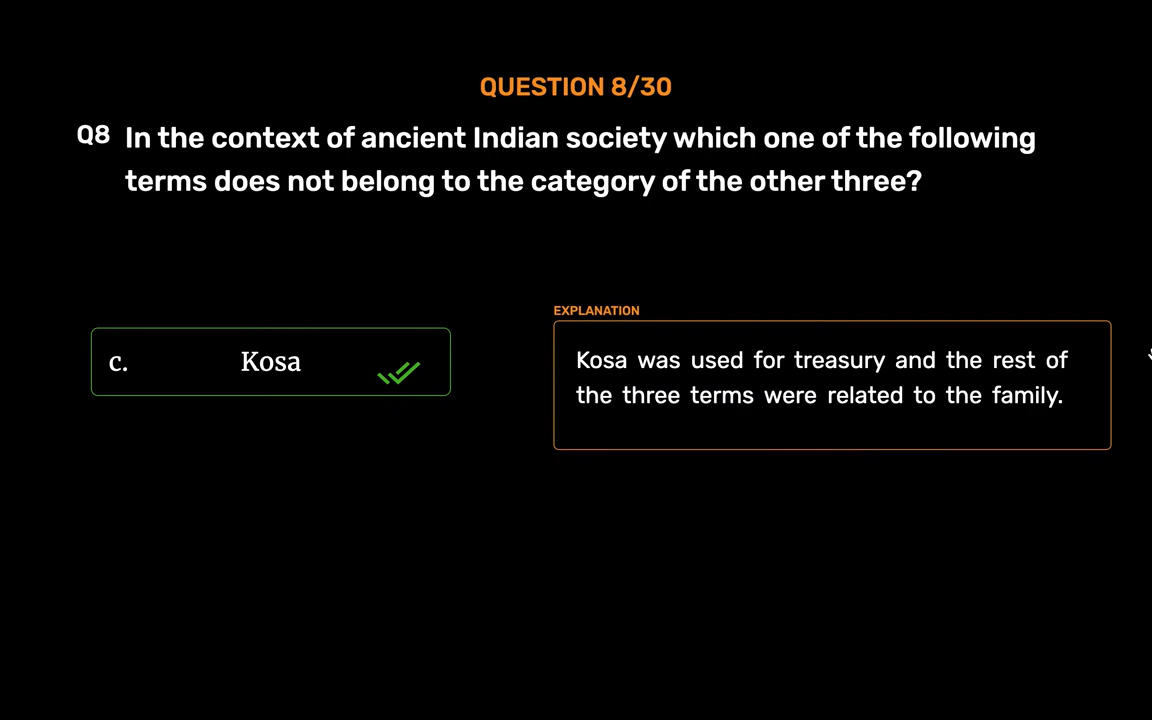 QUESTION 8/30
Q8 In the context of ancient Indian society which one of the following
terms does not belong to the category of the other three?
EXPLANATION
c. Kosa
Kosa was used for treasury and the rest of
the three terms were related to the family.